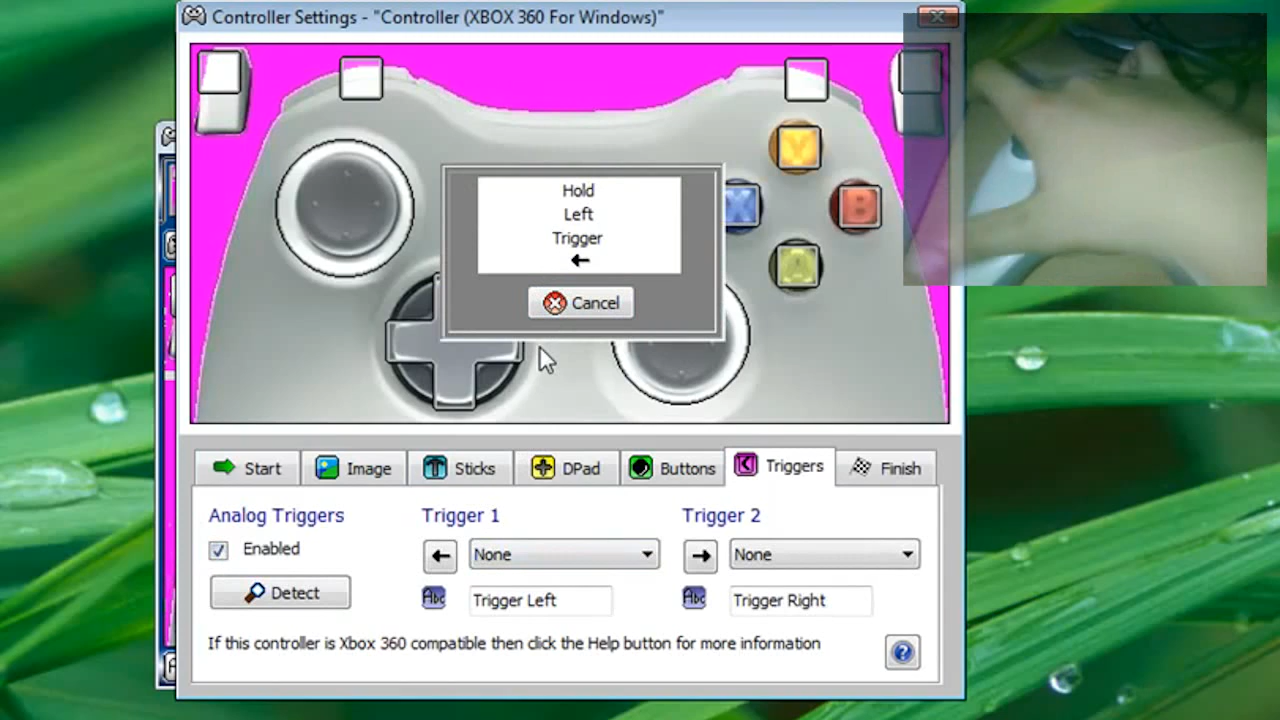 Controller Settings - "Controller (XBOX 360 For Windows)"
Y
X
B
A
Hold
Left
Trigger
Cancel
Start
Image
Sticks
DPad
Buttons
Triggers
Finish
Analog Triggers
Trigger 1
Trigger 2
Enabled
None
None
Detect
Abc
Trigger Left
Abc
Trigger Right
If this controller is Xbox 360 compatible then click the Help button for more information
?